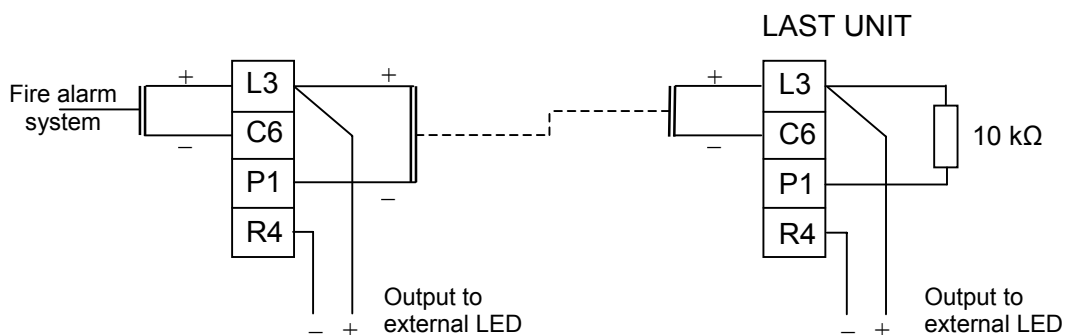 LAST UNIT
Fire alarm
system
+
–
L3
C6
P1
R4
+
–
– +
Output to
external LED
+
–
L3
C6
P1
R4
10 kΩ
– +
Output to
external LED